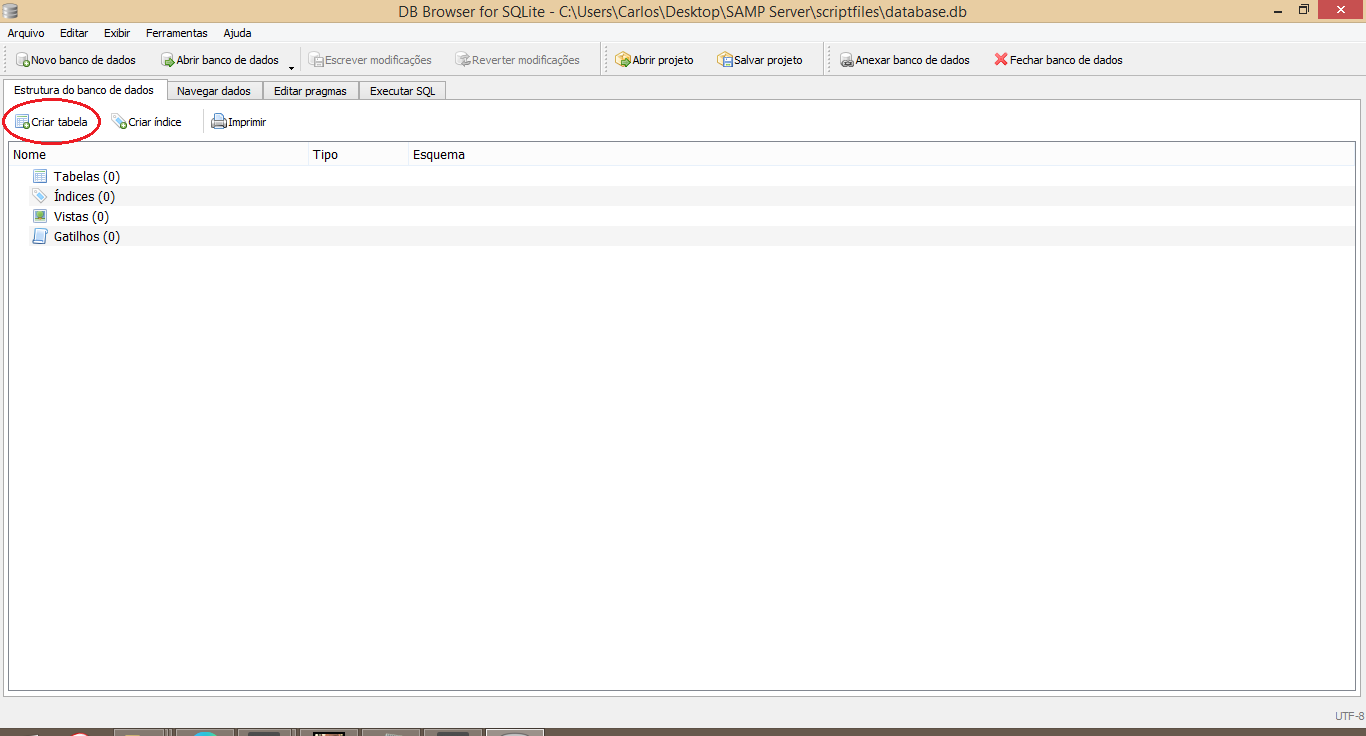 DB Browser for SQLite - C:\Users\Carlos\Desktop\SAMP Server\scriptfiles\database.db
Arquivo Editar Exibir Ferramentas Ajuda
Novo banco de dados Abrir banco de dados Escrever modificações Reverter modificações Abrir projeto Salvar projeto Anexar banco de dados Fechar banco de dados
Estrutura do banco de dados Navegar dados Editar pragmas Executar SQL
Criar tabela Criar índice Imprimir
Nome Tipo Esquema
Tabelas (0)
Índices (0)
Vistas (0)
Gatilhos (0)
UTF-8